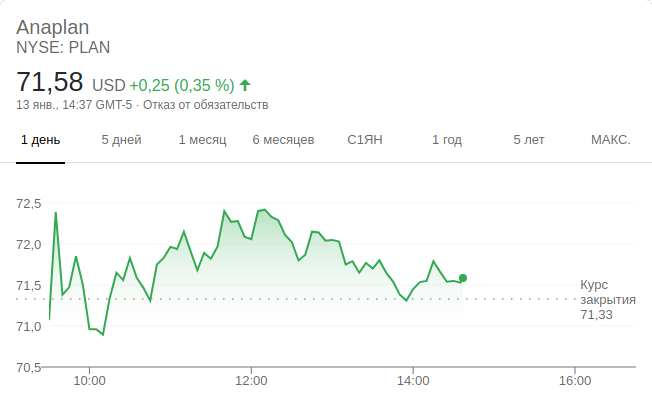 Anaplan
NYSE: PLAN
71,58 USD +0,25 (0,35 %)
13 янв., 14:37 GMT-5 · Отказ от обязательств
1 день 5 дней 1 месяц 6 месяцев С1ЯН 1 год 5 лет МАКС.
72,5
72,0
71,5
71,0
70,5
Курс
закрытия
71,33
10:00 12:00 14:00 16:00